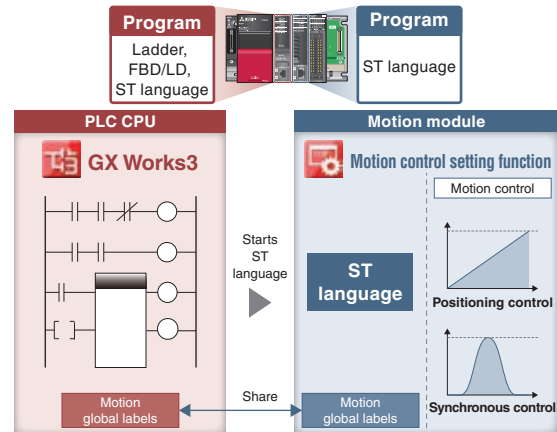 Program
Ladder,
FBD/LD,
ST language
Program
ST language
PLC CPU
GX Works3
Starts
ST
language
Share
Motion
global labels
Motion module
Motion control setting function
Motion control
ST
language
Positioning control
Synchronous control
Motion
global labels